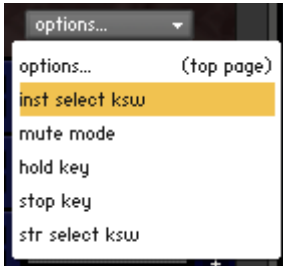 options...
options... (top page)
inst select ksw
mute mode
hold key
stop key
str select ksw